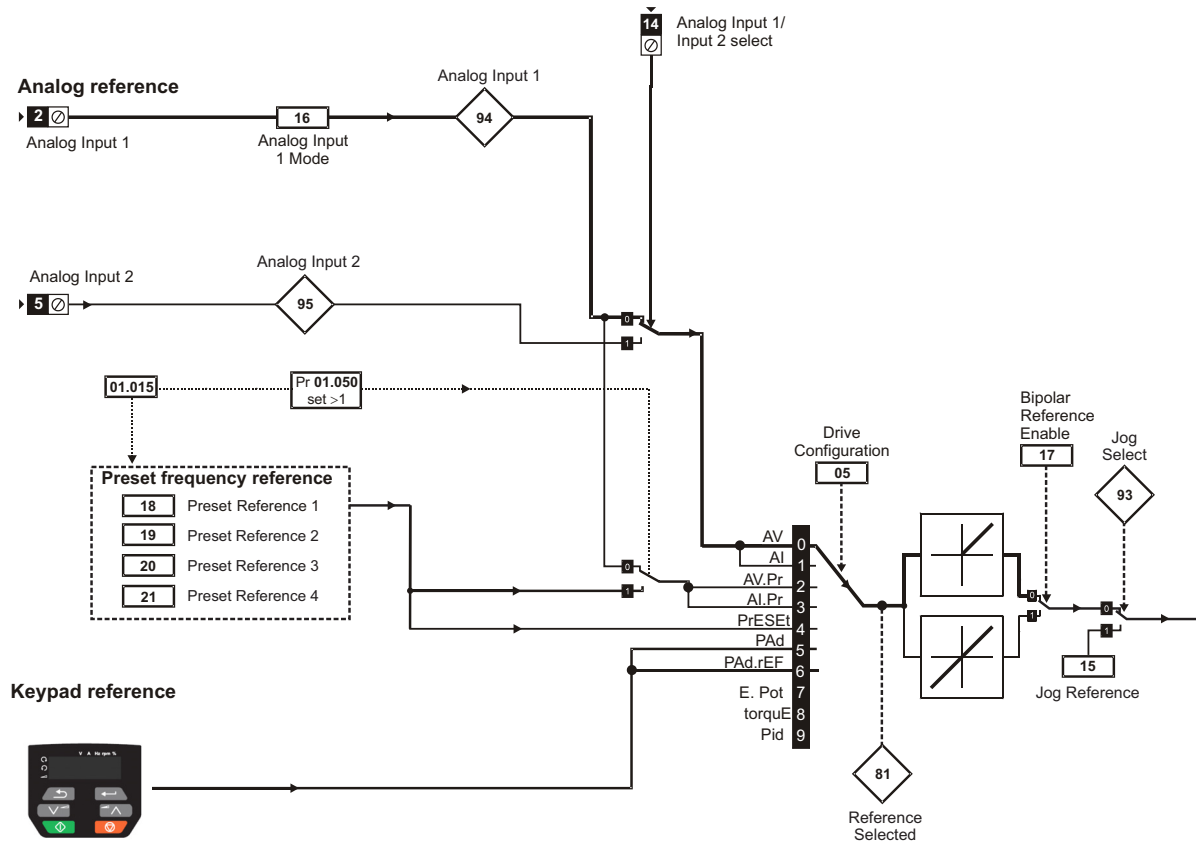 14
Analog Input 1/
Input 2 select
Analog reference
2
Analog Input 1
16
Analog Input
1 Mode
Analog Input 1
94
Analog Input 2
5
Analog Input 2
95
0
1
01.015
Pr 01.050
set >1
Preset frequency reference
18 Preset Reference 1
19 Preset Reference 2
20 Preset Reference 3
21 Preset Reference 4
0
1
Drive
Configuration
05
AV 0
AI 1
AV.Pr 2
AI.Pr 3
PrESEt 4
PAd 5
PAd.rEF 6
E. Pot 7
torquE 8
Pid 9
81
Reference
Selected
Bipolar
Reference
Enable
17
0
1
Jog
Select
93
0
1
15
Jog Reference
Keypad reference
V A Hz rpm %